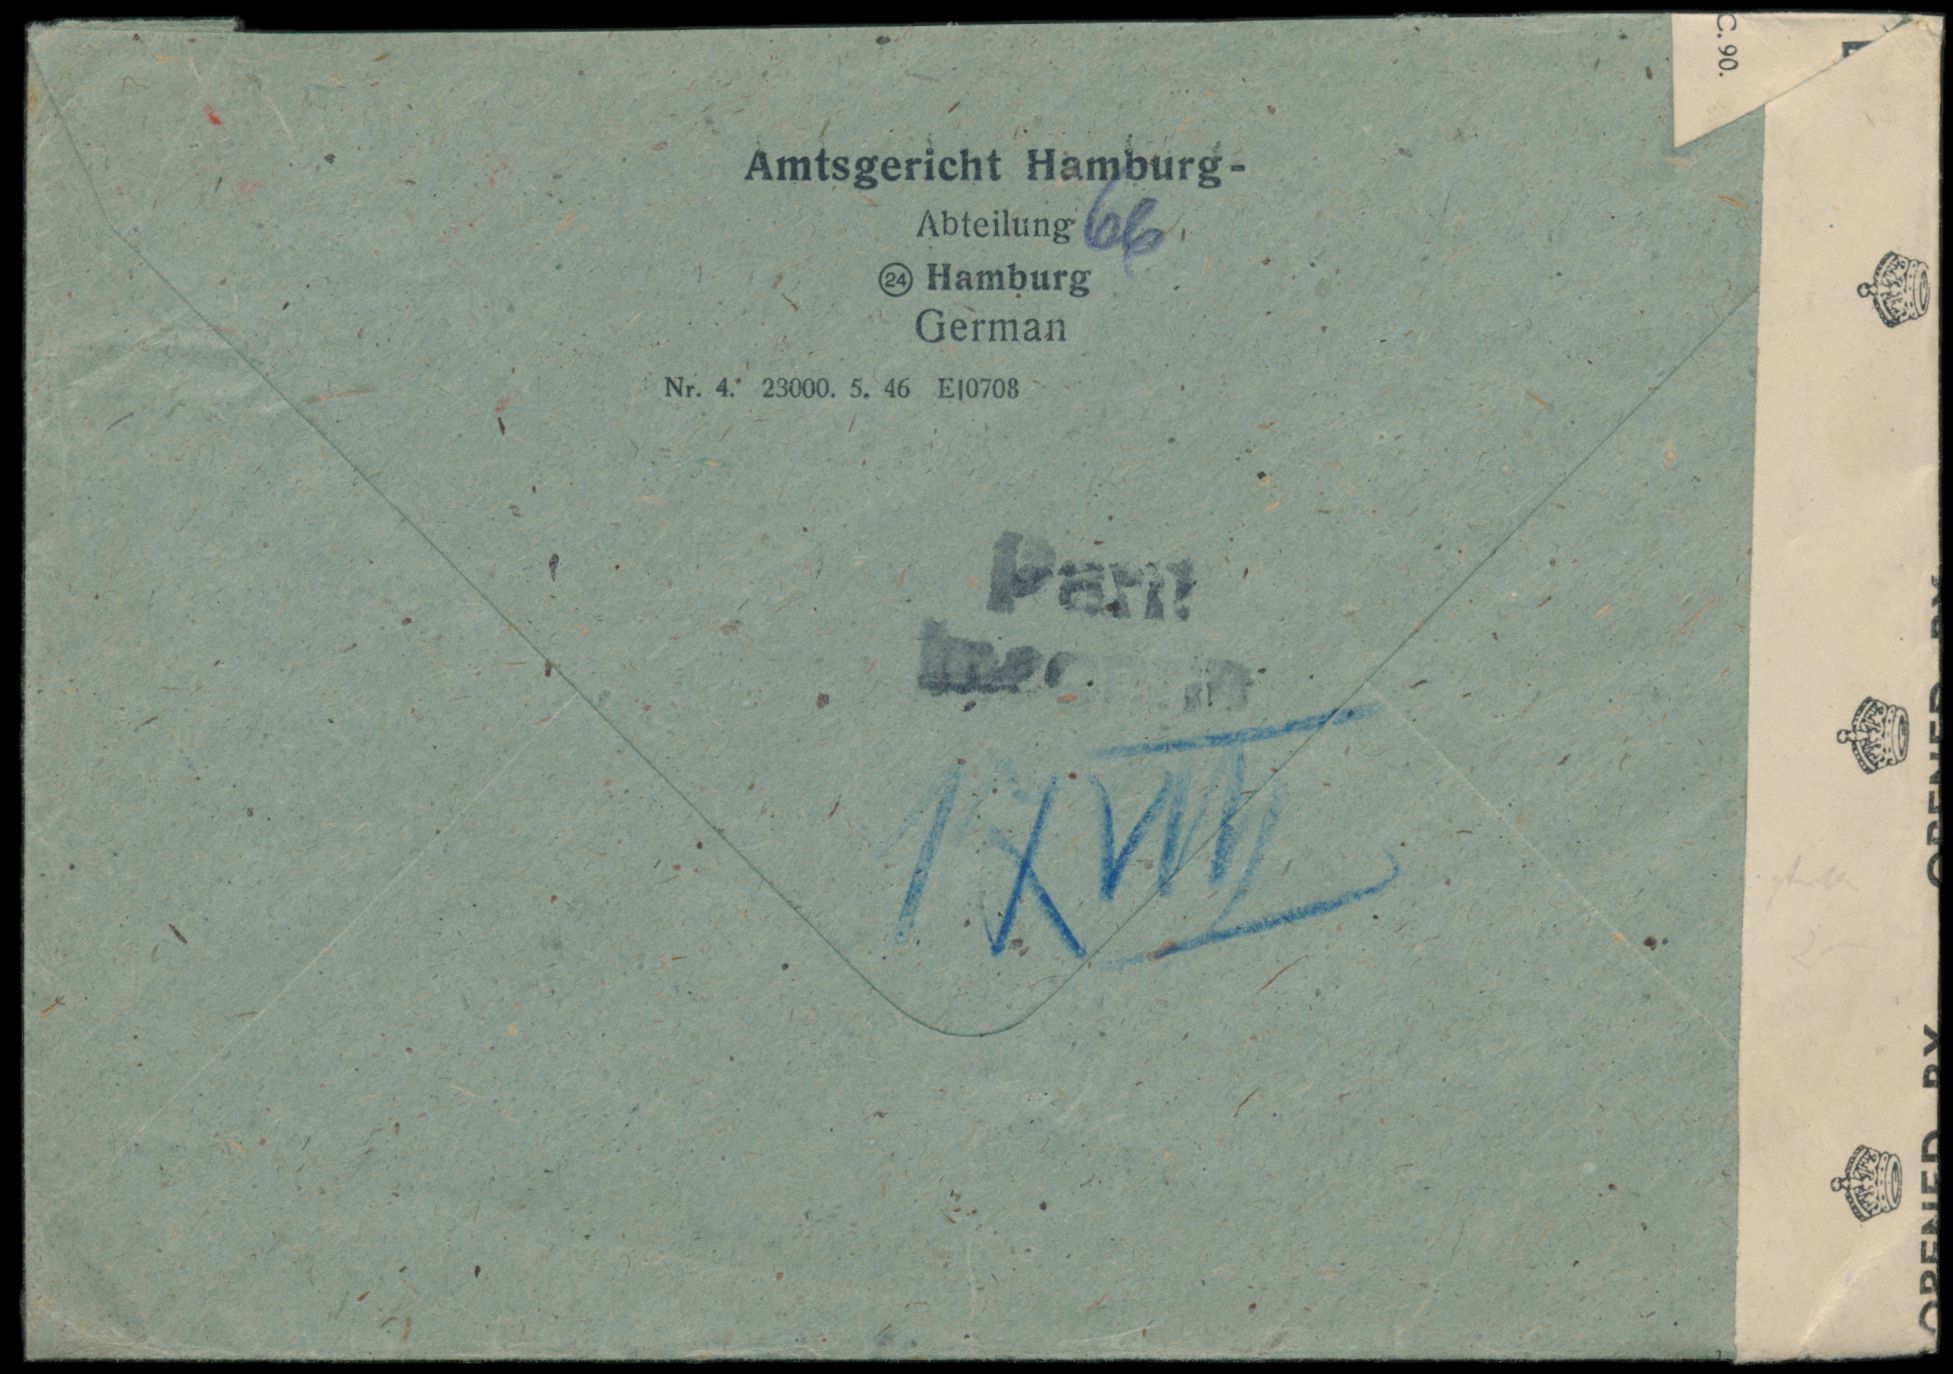 C. 90.
Amtsgericht Hamburg-
Abteilung 66
24 Hamburg
German
Nr. 4. 23000. 5. 46 E|0708
OPENED BY
OPENED BY